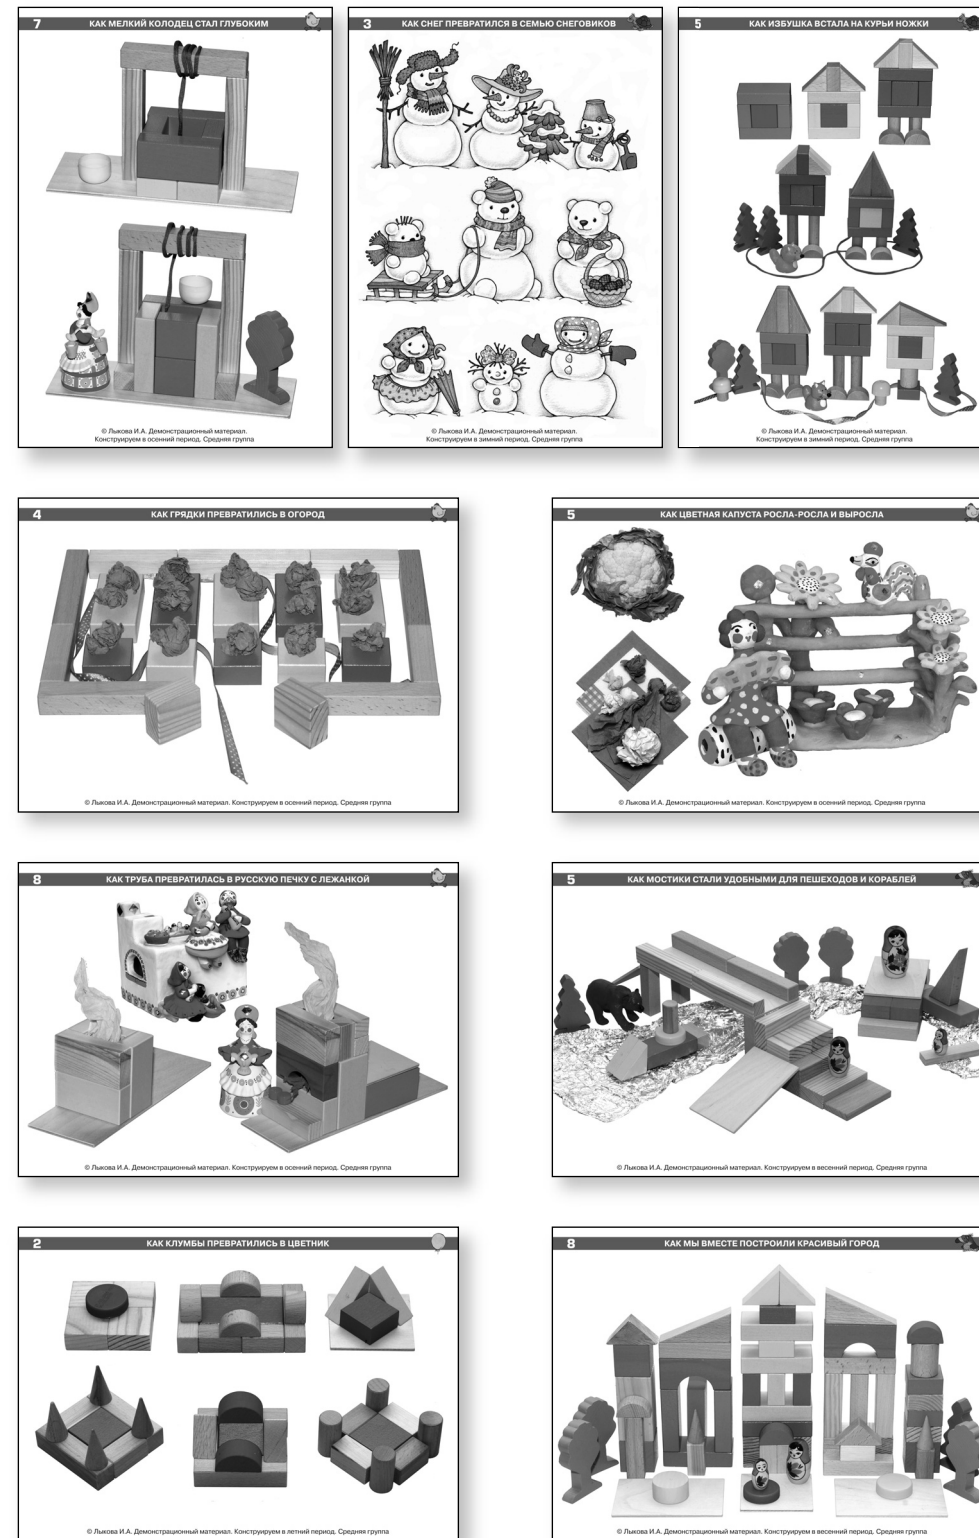 7 КАК МЕЛКИЙ КОЛОДЕЦ СТАЛ ГЛУБОКИМ
© Лыкова И.А. Демонстрационный материал.
Конструируем в осенний период. Средняя группа
3 КАК СНЕГ ПРЕВРАТИЛСЯ В СЕМЬЮ СНЕГОВИКОВ
© Лыкова И.А. Демонстрационный материал.
Конструируем в зимний период. Средняя группа
5 КАК ИЗБУШКА ВСТАЛА НА КУРЬИ НОЖКИ
© Лыкова И.А. Демонстрационный материал.
Конструируем в зимний период. Средняя группа
4 КАК ГРЯДКИ ПРЕВРАТИЛИСЬ В ОГОРОД
© Лыкова И.А. Демонстрационный материал. Конструируем в осенний период. Средняя группа
5 КАК ЦВЕТНАЯ КАПУСТА РОСЛА-РОСЛА И ВЫРОСЛА
© Лыкова И.А. Демонстрационный материал. Конструируем в осенний период. Средняя группа
8 КАК ТРУБА ПРЕВРАТИЛАСЬ В РУССКУЮ ПЕЧКУ С ЛЕЖАНКОЙ
© Лыкова И.А. Демонстрационный материал. Конструируем в осенний период. Средняя группа
5 КАК МОСТИКИ СТАЛИ УДОБНЫМИ ДЛЯ ПЕШЕХОДОВ И КОРАБЛЕЙ
© Лыкова И.А. Демонстрационный материал. Конструируем в весенний период. Средняя группа
2 КАК КЛУМБЫ ПРЕВРАТИЛИСЬ В ЦВЕТНИК
© Лыкова И.А. Демонстрационный материал. Конструируем в летний период. Средняя группа
8 КАК МЫ ВМЕСТЕ ПОСТРОИЛИ КРАСИВЫЙ ГОРОД
© Лыкова И.А. Демонстрационный материал. Конструируем в весенний период. Средняя группа